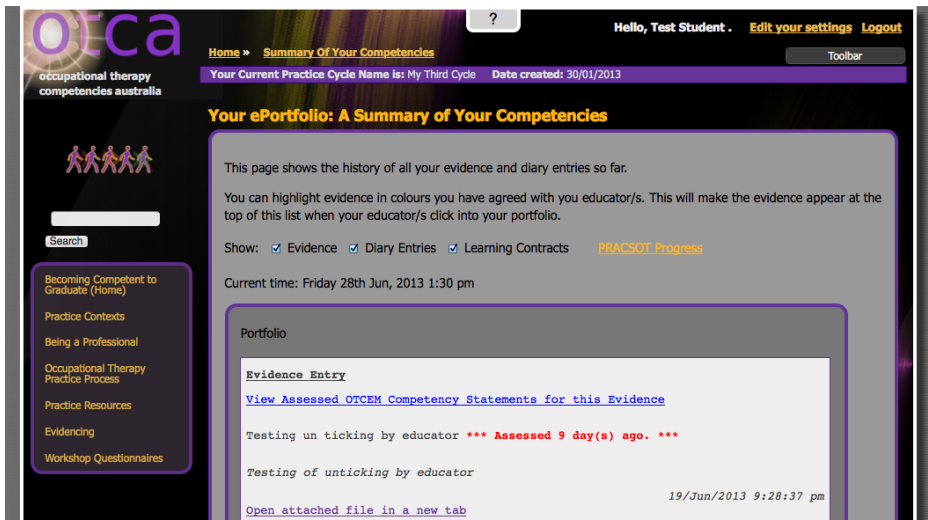 otca
occupational therapy
competencies australia
?
Hello, Test Student . Edit your settings Logout
Home » Summary Of Your Competencies
Toolbar
Your Current Practice Cycle Name is: My Third Cycle Date created: 30/01/2013
Your ePortfolio: A Summary of Your Competencies
This page shows the history of all your evidence and diary entries so far.
You can highlight evidence in colours you have agreed with you educator/s. This will make the evidence appear at the
top of this list when your educator/s click into your portfolio.
Show: Evidence Diary Entries Learning Contracts PRACSOT Progress
Current time: Friday 28th Jun, 2013 1:30 pm
Search
Becoming Competent to
Graduate (Home)
Practice Contexts
Being a Professional
Occupational Therapy
Practice Process
Practice Resources
Evidencing
Workshop Questionnaires
Portfolio
Evidence Entry
View Assessed OTCEM Competency Statements for this Evidence
Testing un ticking by educator *** Assessed 9 day(s) ago. ***
Testing of unticking by educator
19/Jun/2013 9:28:37 pm
Open attached file in a new tab